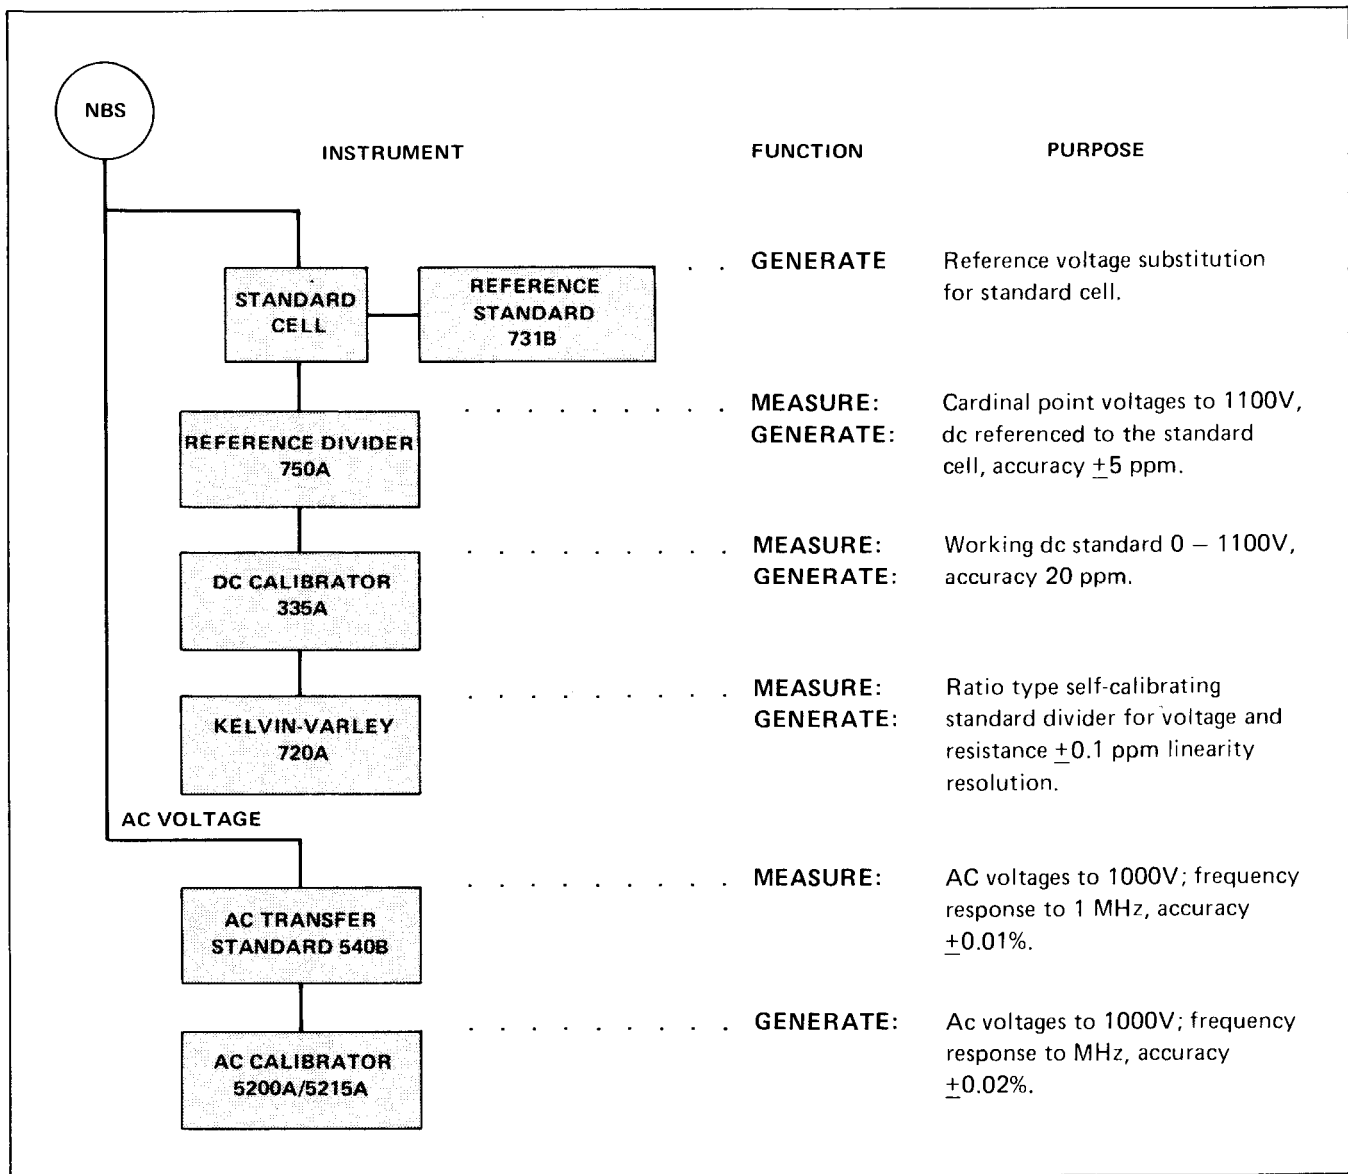 NBS
INSTRUMENT FUNCTION PURPOSE
STANDARD
CELL
REFERENCE
STANDARD
731B
. . GENERATE Reference voltage substitution
for standard cell.
REFERENCE DIVIDER
750A
. . . . . . . . . MEASURE: Cardinal point voltages to 1100V,
GENERATE: dc referenced to the standard
cell, accuracy ±5 ppm.
DC CALIBRATOR
335A
. . . . . . . . . MEASURE: Working dc standard 0 – 1100V,
GENERATE: accuracy 20 ppm.
KELVIN-VARLEY
720A
. . . . . . . . . MEASURE: Ratio type self-calibrating
GENERATE: standard divider for voltage and
resistance ±0.1 ppm linearity
resolution.
AC VOLTAGE
AC TRANSFER
STANDARD 540B
. . . . . . . . . MEASURE: AC voltages to 1000V; frequency
response to 1 MHz, accuracy
±0.01%.
AC CALIBRATOR
5200A/5215A
. . . . . . . . . GENERATE: Ac voltages to 1000V; frequency
response to MHz, accuracy
±0.02%.